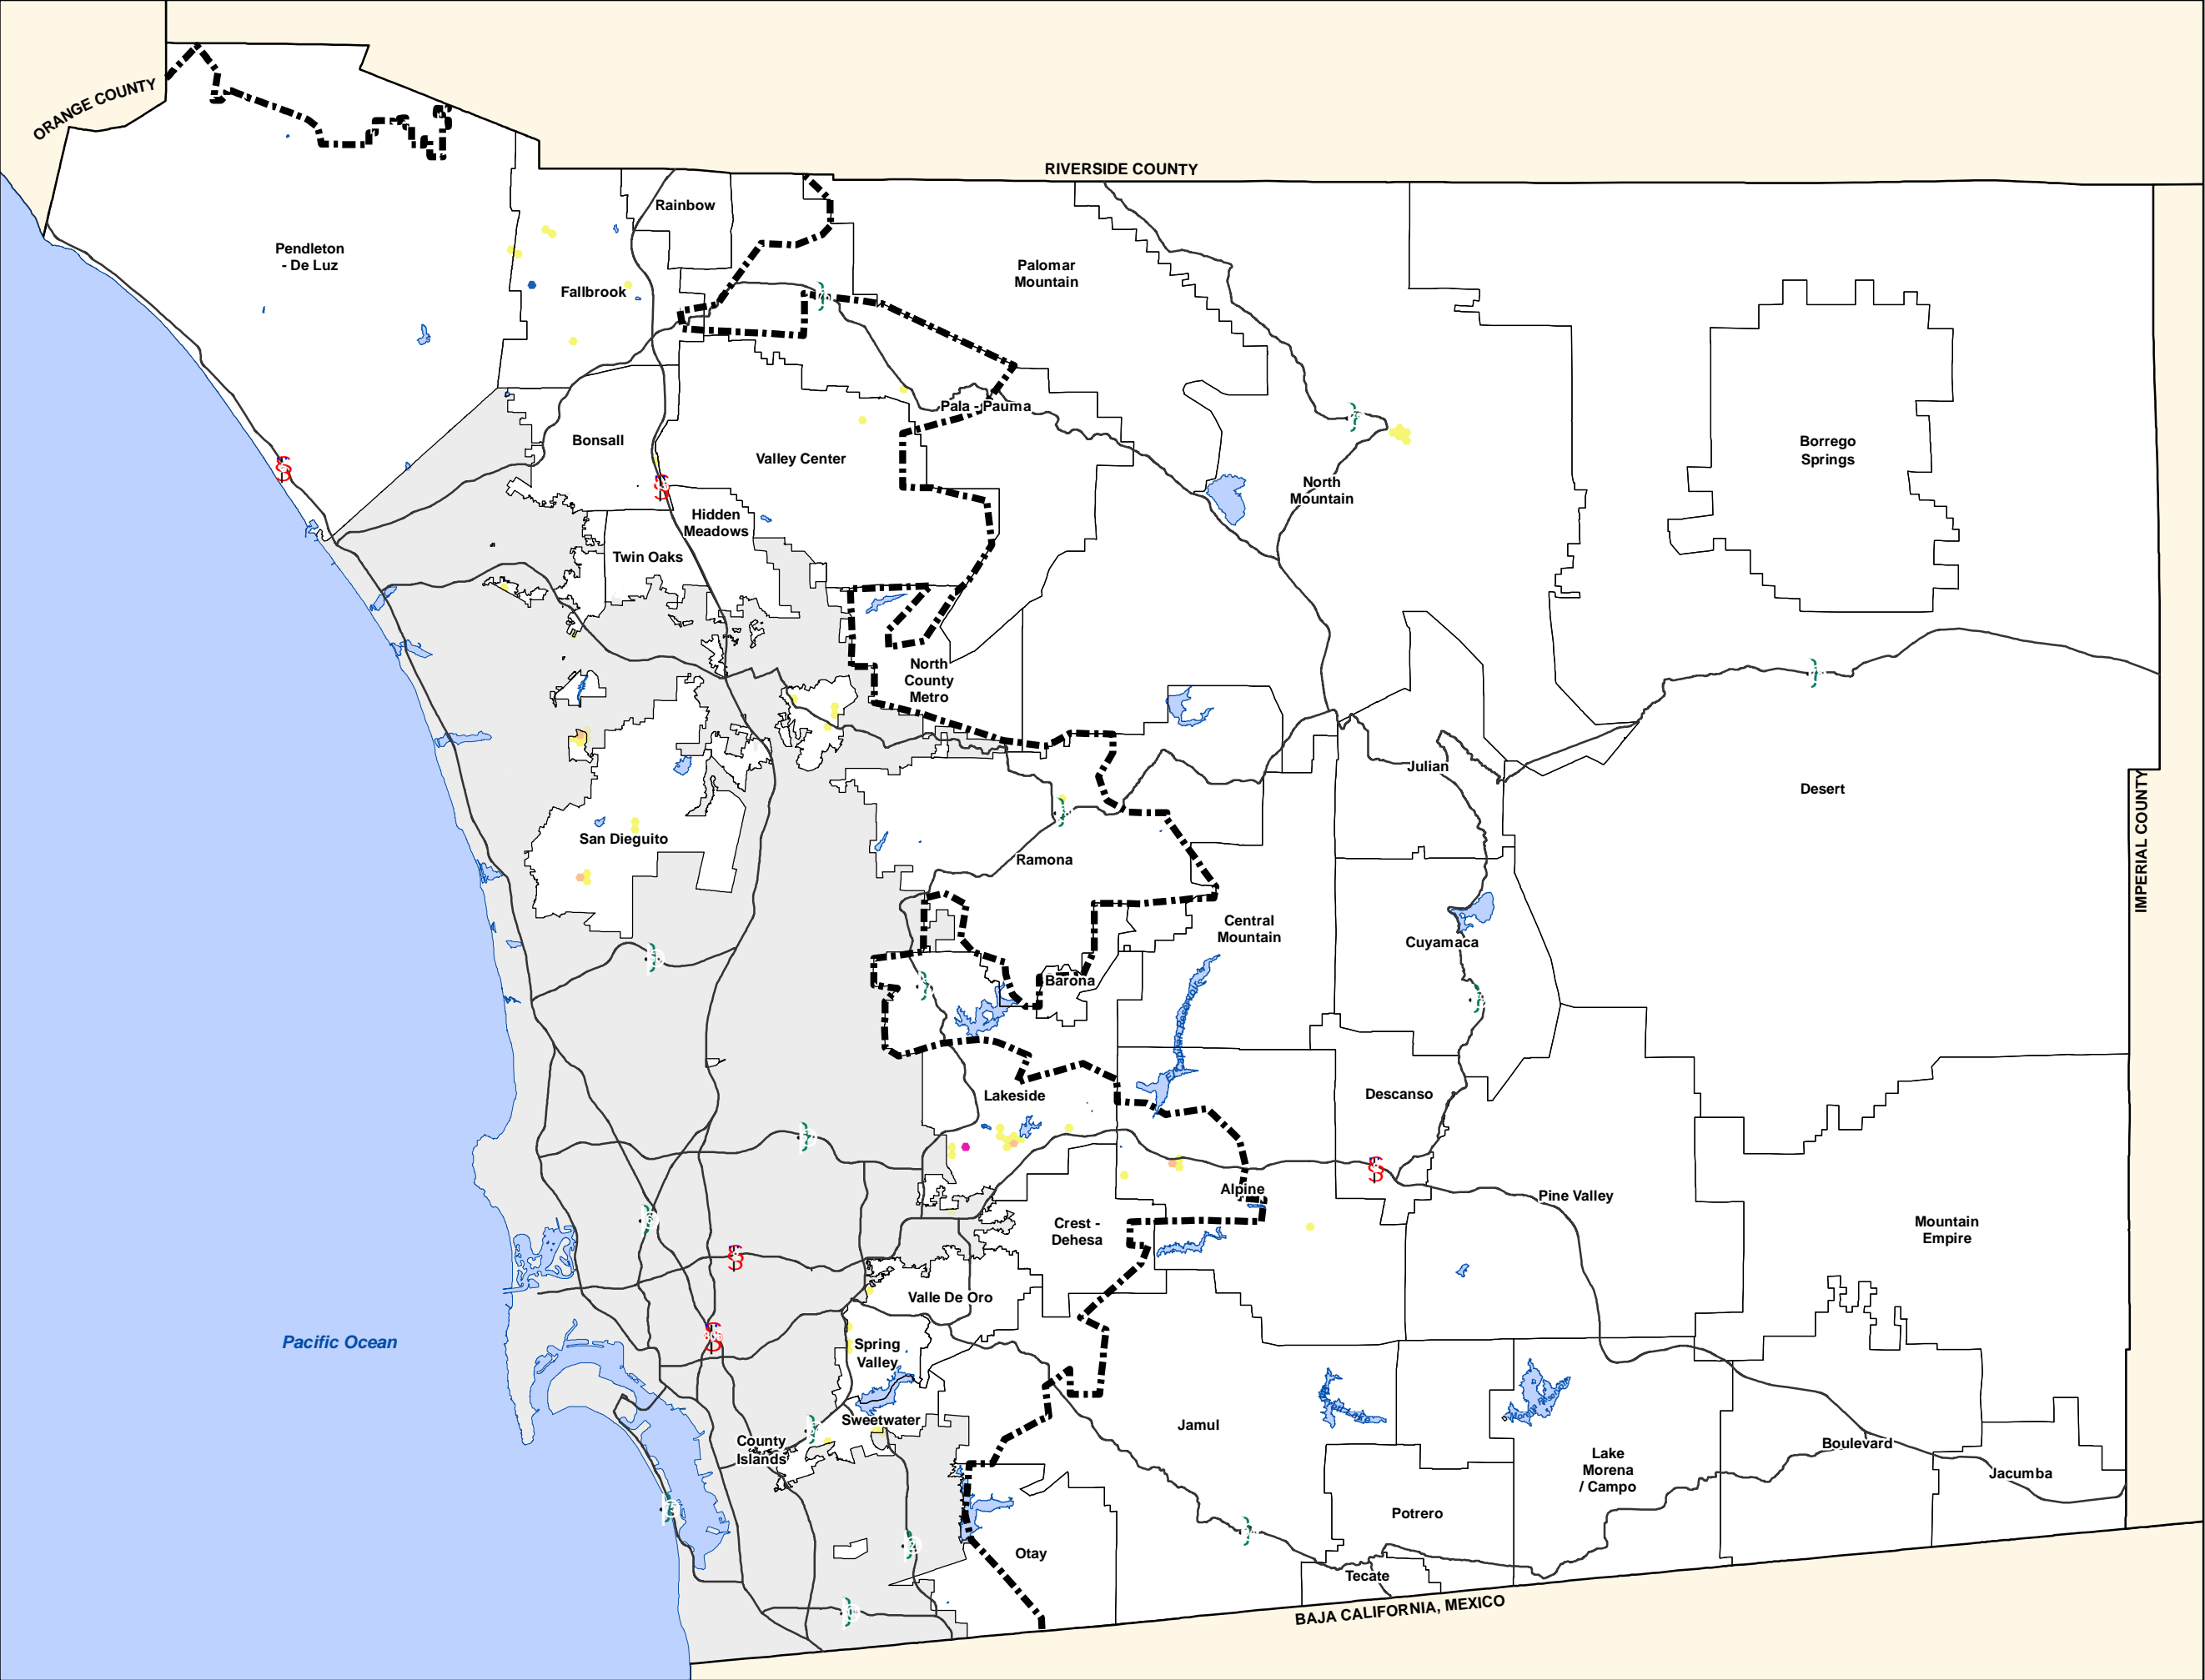 ORANGE COUNTY
RIVERSIDE COUNTY
Rainbow
Pendleton
- De Luz
Palomar
Mountain
Fallbrook
Pala - Pauma
Bonsall
Valley Center
Borrego
Springs
North
Mountain
Hidden
Meadows
Twin Oaks
North
County
Metro
Julian
Desert
IMPERIAL COUNTY
San Dieguito
Ramona
Central
Mountain
Cuyamaca
Barona
Lakeside
Descanso
Alpine
Pine Valley
Crest -
Dehesa
Mountain
Empire
Valle De Oro
Pacific Ocean
Spring
Valley
Sweetwater
Jamul
County
Islands
Boulevard
Lake
Morena
/ Campo
Jacumba
Potrero
Otay
Tecate
BAJA CALIFORNIA, MEXICO